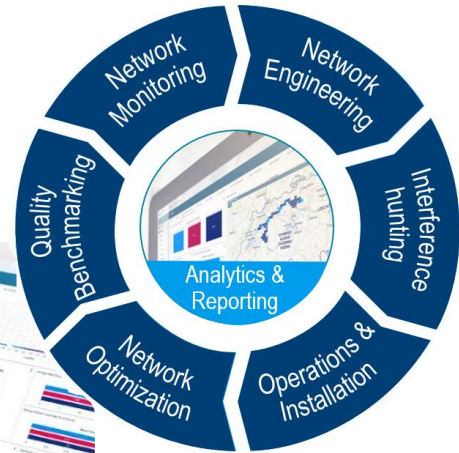 Network
Monitoring
Network
Engineering
Interference
hunting
Operations &
Installation
Network
Optimization
Quality
Benchmarking
Analytics &
Reporting